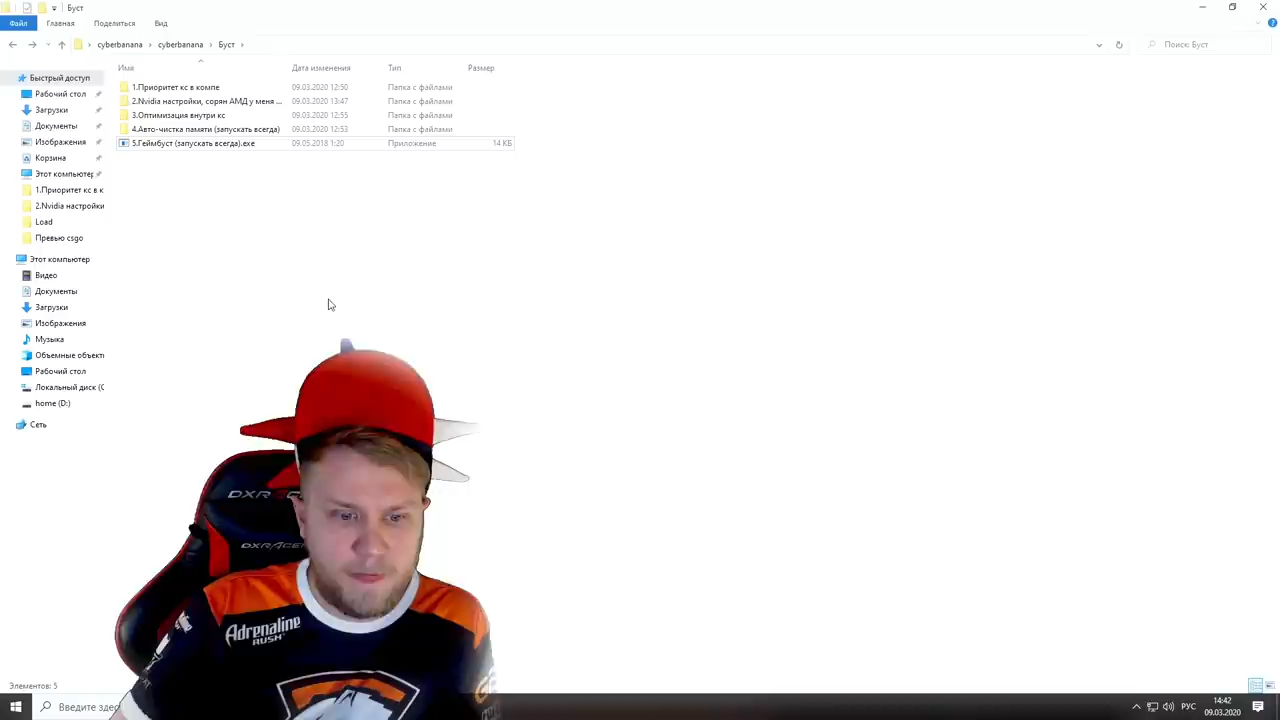 Буст
Файл
Главная
Поделиться
Вид
cyberbanana
cyberbanana
Буст
Поиск: Буст
Имя
Дата изменения
Тип
Размер
1.Приоритет кс в компе
09.03.2020 12:50
Папка с файлами
2.Nvidia настройки, сорян АМД у меня ...
09.03.2020 13:47
Папка с файлами
3.Оптимизация внутри кс
09.03.2020 12:55
Папка с файлами
4.Авто-чистка памяти (запускать всегда)
09.03.2020 12:53
Папка с файлами
5.Геймбуст (запускать всегда).exe
09.05.2018 1:20
Приложение
14 КБ
Быстрый доступ
Рабочий стол
Загрузки
Документы
Изображения
Корзина
Этот компьютер
1.Приоритет кс в к
2.Nvidia настройки
Load
Превью csgo
Этот компьютер
Видео
Документы
Загрузки
Изображения
Музыка
Объемные объект
Рабочий стол
Локальный диск (C
home (D:)
Сеть
DXR
DXRACE
Adrenaline
RUSH
Элементов: 5
Введите здес
РУС
14:42
09.03.2020